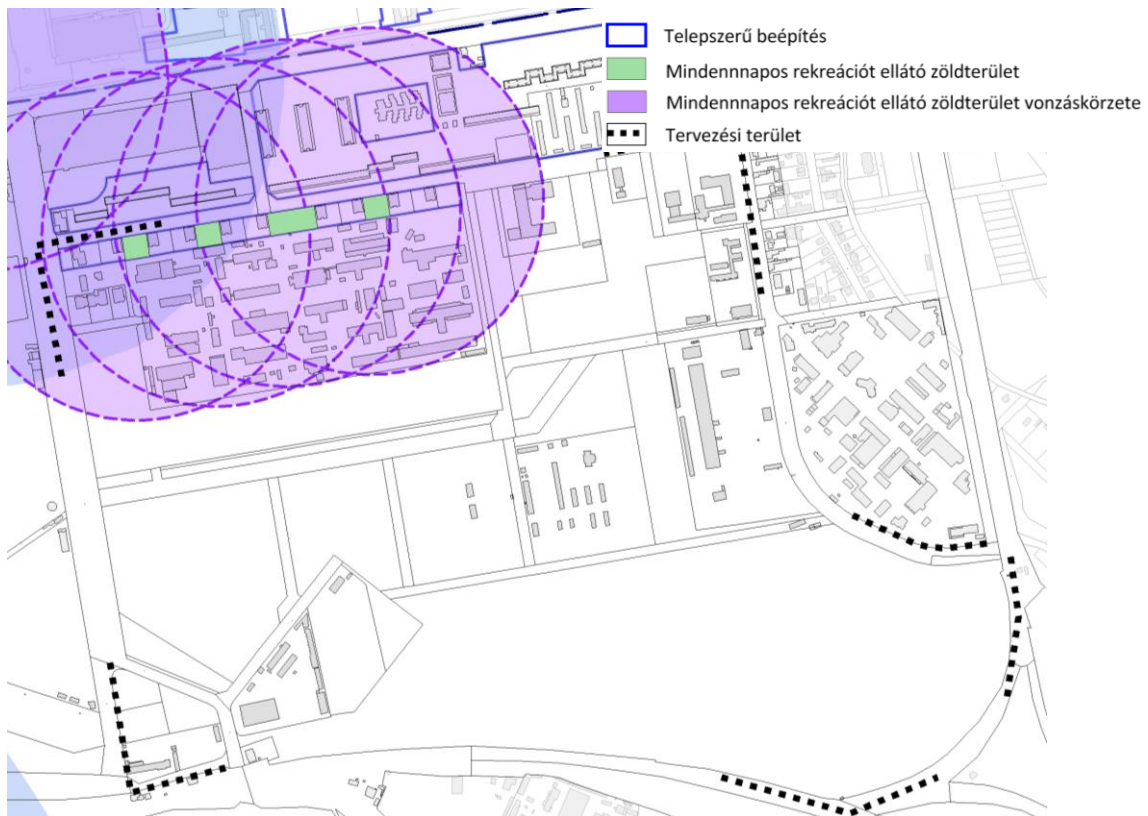 Telepszerű beépítés
Mindennnapos rekreációt ellátó zöldterület
Mindennnapos rekreációt ellátó zöldterület vonzáskörzete
Tervezési terület